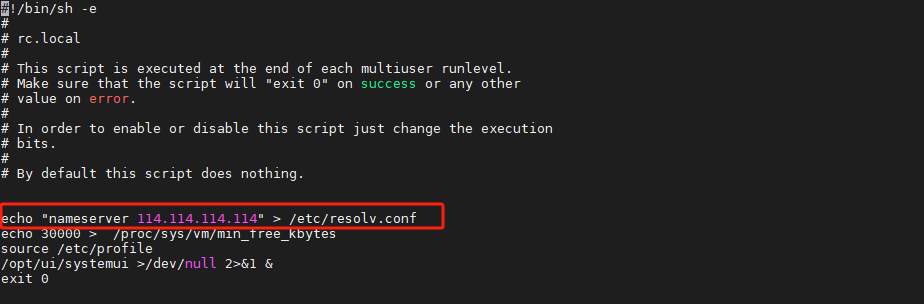 #!/bin/sh -e
#
# rc.local
#
# This script is executed at the end of each multiuser runlevel.
# Make sure that the script will "exit 0" on success or any other
# value on error.
#
# In order to enable or disable this script just change the execution
# bits.
#
# By default this script does nothing.
echo "nameserver 114.114.114.114" > /etc/resolv.conf
echo 30000 >  /proc/sys/vm/min_free_kbytes
source /etc/profile
/opt/ui/systemui >/dev/null 2>&1 &
exit 0